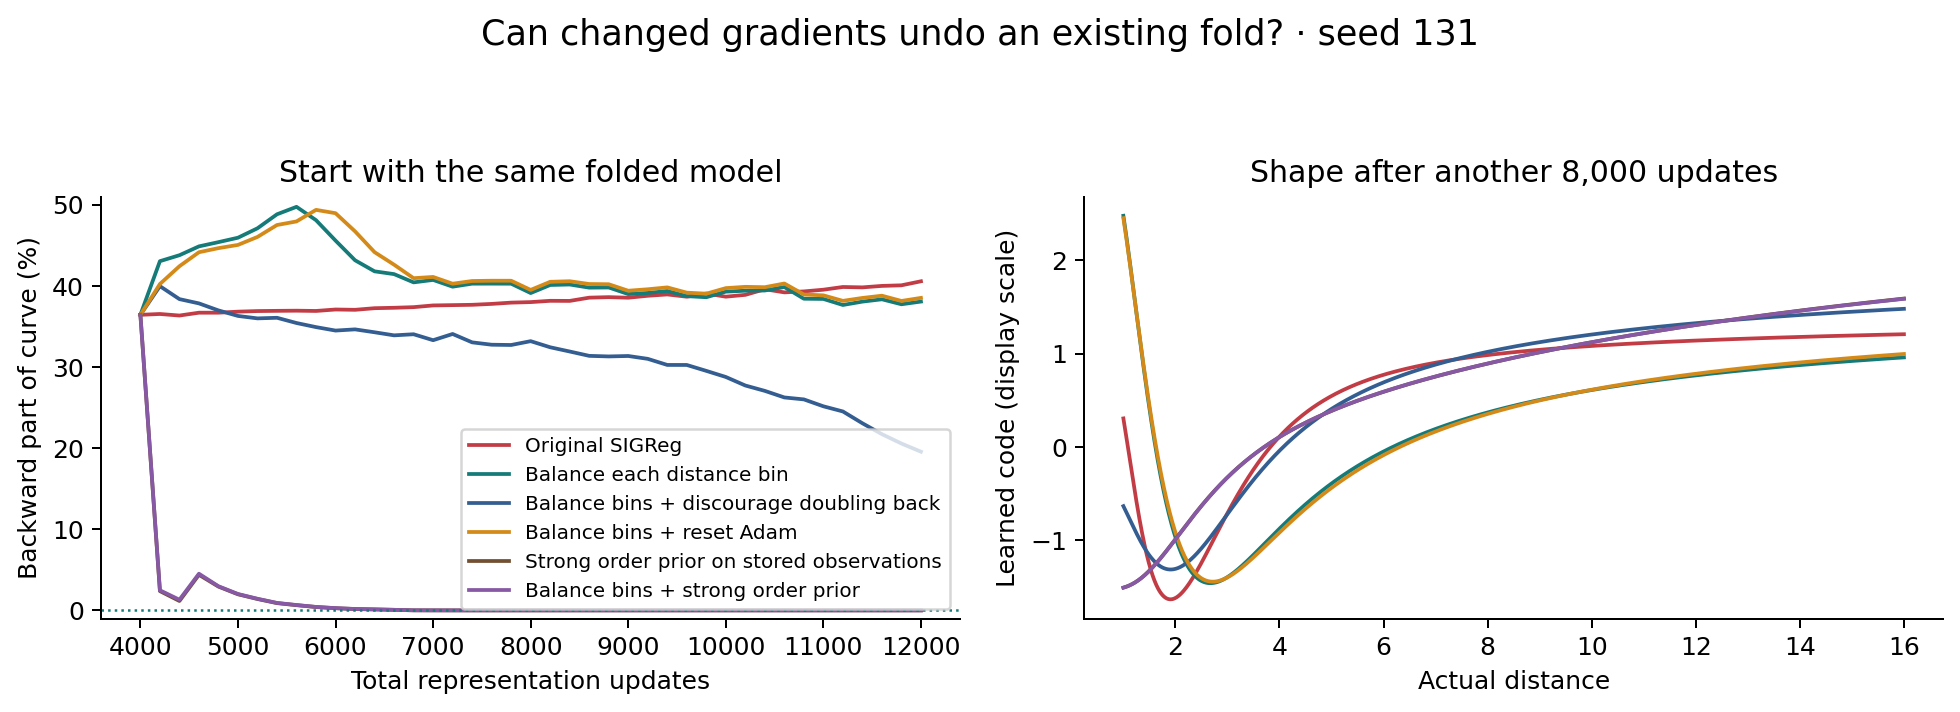 Can changed gradients undo an existing fold? · seed 131
Start with the same folded model
Backward part of curve (%)
50
40
30
20
10
0
Original SIGReg
Balance each distance bin
Balance bins + discourage doubling back
Balance bins + reset Adam
Strong order prior on stored observations
Balance bins + strong order prior
4000 5000 6000 7000 8000 9000 10000 11000 12000
Total representation updates
Shape after another 8,000 updates
Learned code (display scale)
2
1
0
−1
2 4 6 8 10 12 14 16
Actual distance